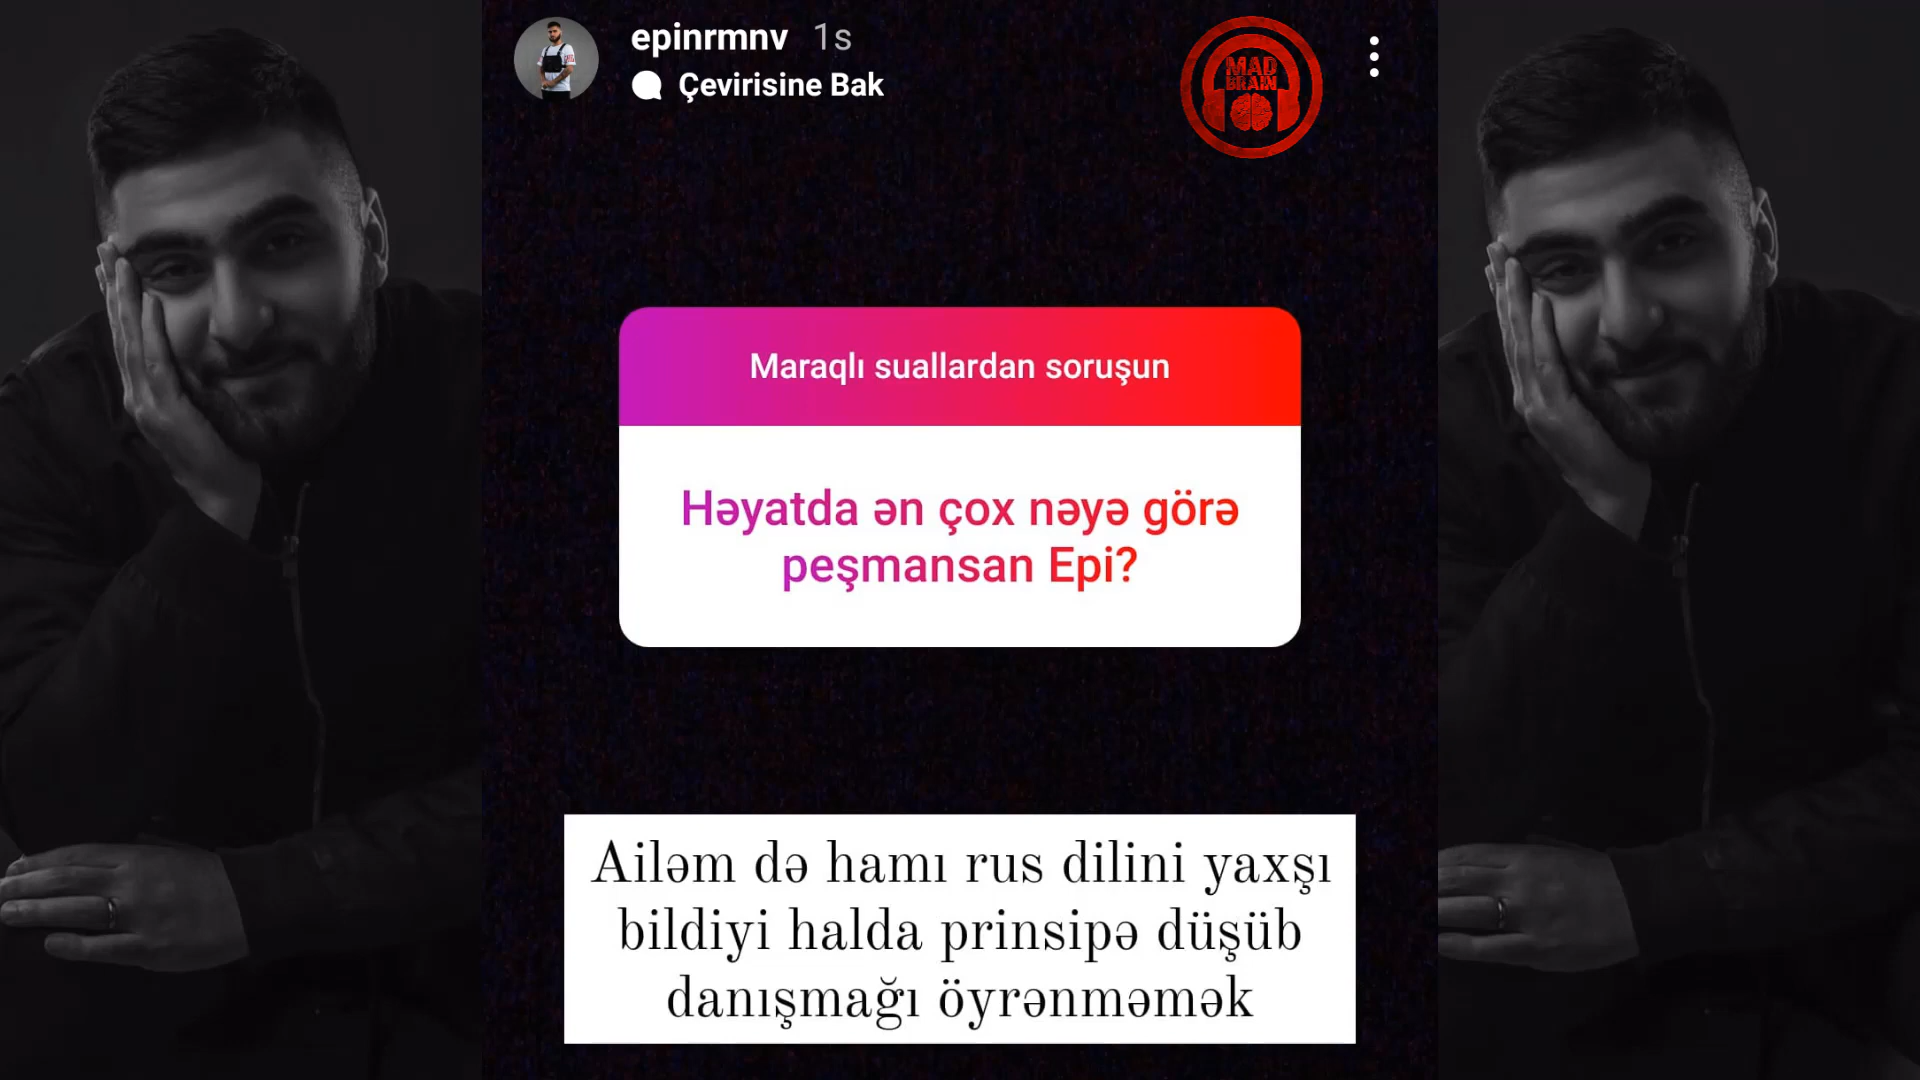 epinrmnv 1s
Çevirisine Bak
MAD
BRAIN
Maraqlı suallardan soruşun
Həyatda ən çox nəyə görə
peşmansan Epi?
Ailəm də hamı rus dilini yaxşı
bildiyi halda prinsipə düşüb
danışmağı öyrənməmək